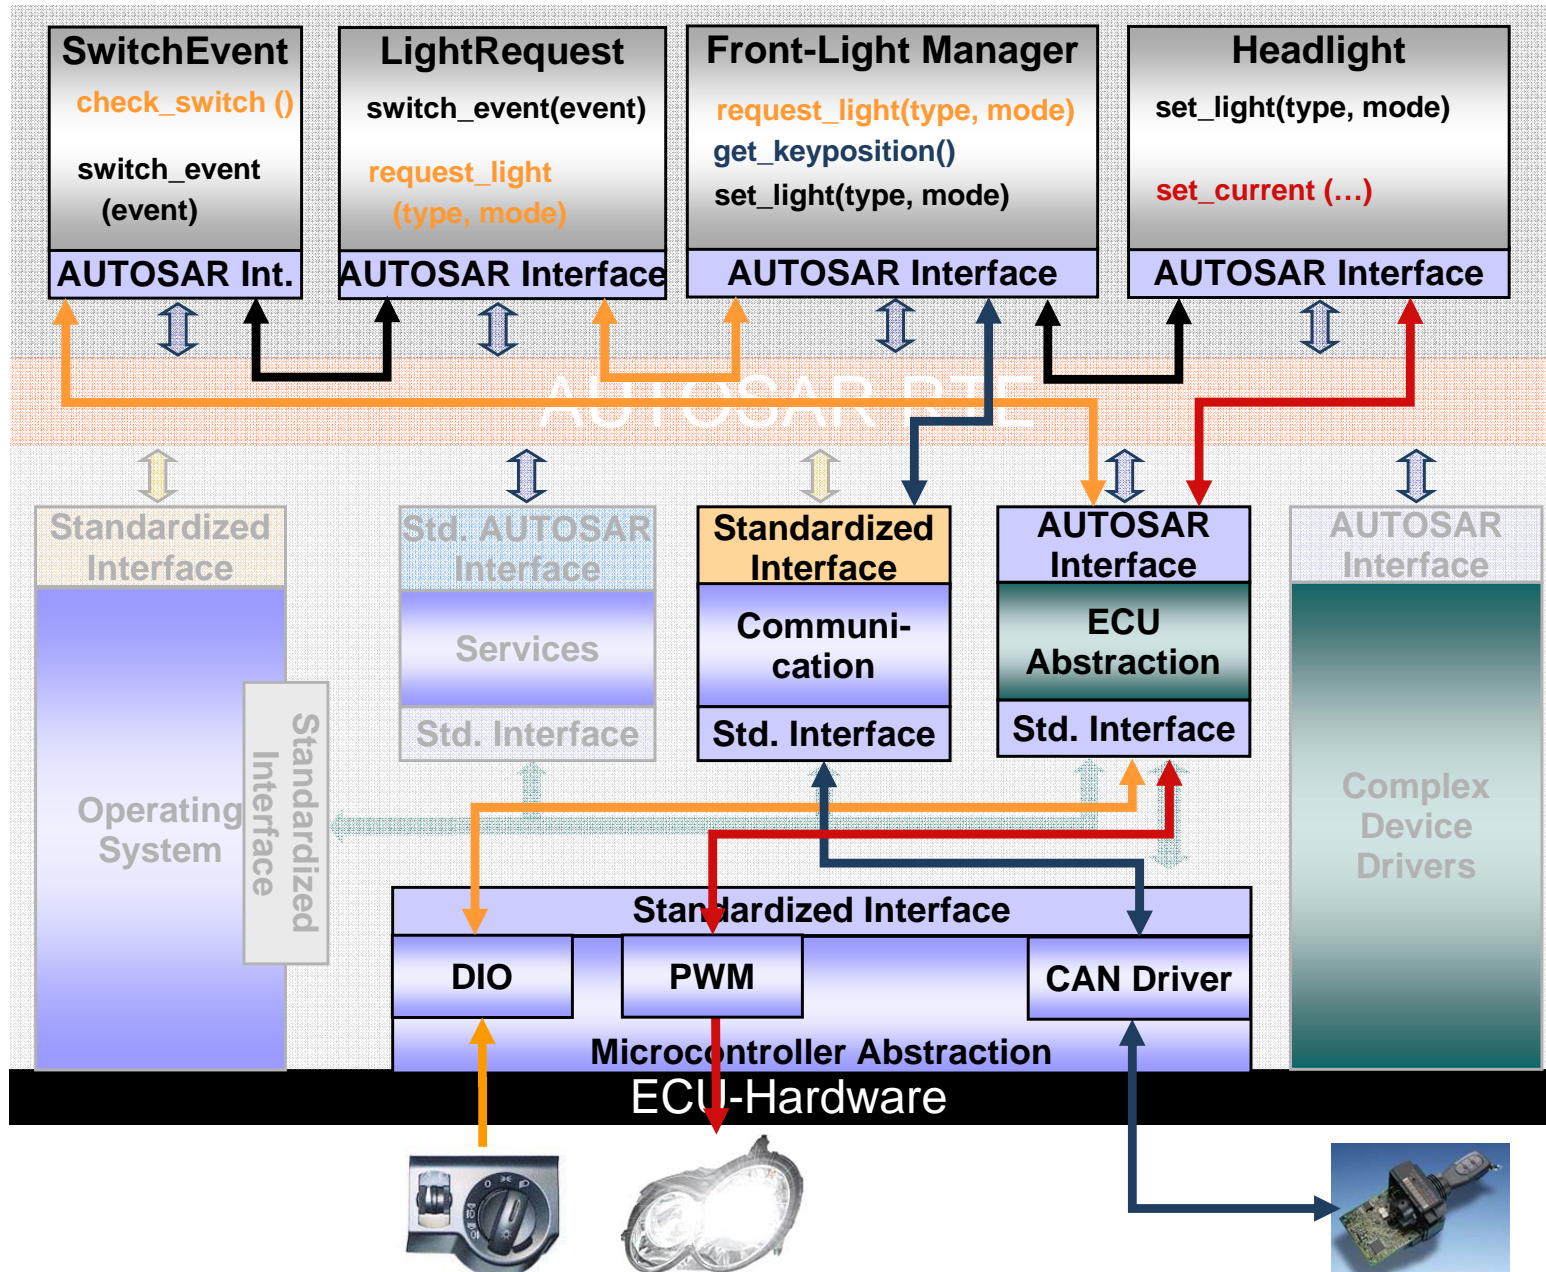 SwitchEvent
check_switch ()
switch_event
(event)
AUTOSAR Int.
LightRequest
switch_event(event)
request_light
(type, mode)
AUTOSAR Interface
Front-Light Manager
request_light(type, mode)
get_keyposition()
set_light(type, mode)
AUTOSAR Interface
Headlight
set_light(type, mode)
set_current (…)
AUTOSAR Interface
AUTOSAR RTE
Standardized
Interface
Operating
System
Standardized
Interface
Std. AUTOSAR
Interface
Services
Std. Interface
Standardized
Interface
Communi-
cation
Std. Interface
AUTOSAR
Interface
ECU
Abstraction
Std. Interface
AUTOSAR
Interface
Complex
Device
Drivers
Standardized Interface
DIO
PWM
CAN Driver
Microcontroller Abstraction
ECU-Hardware